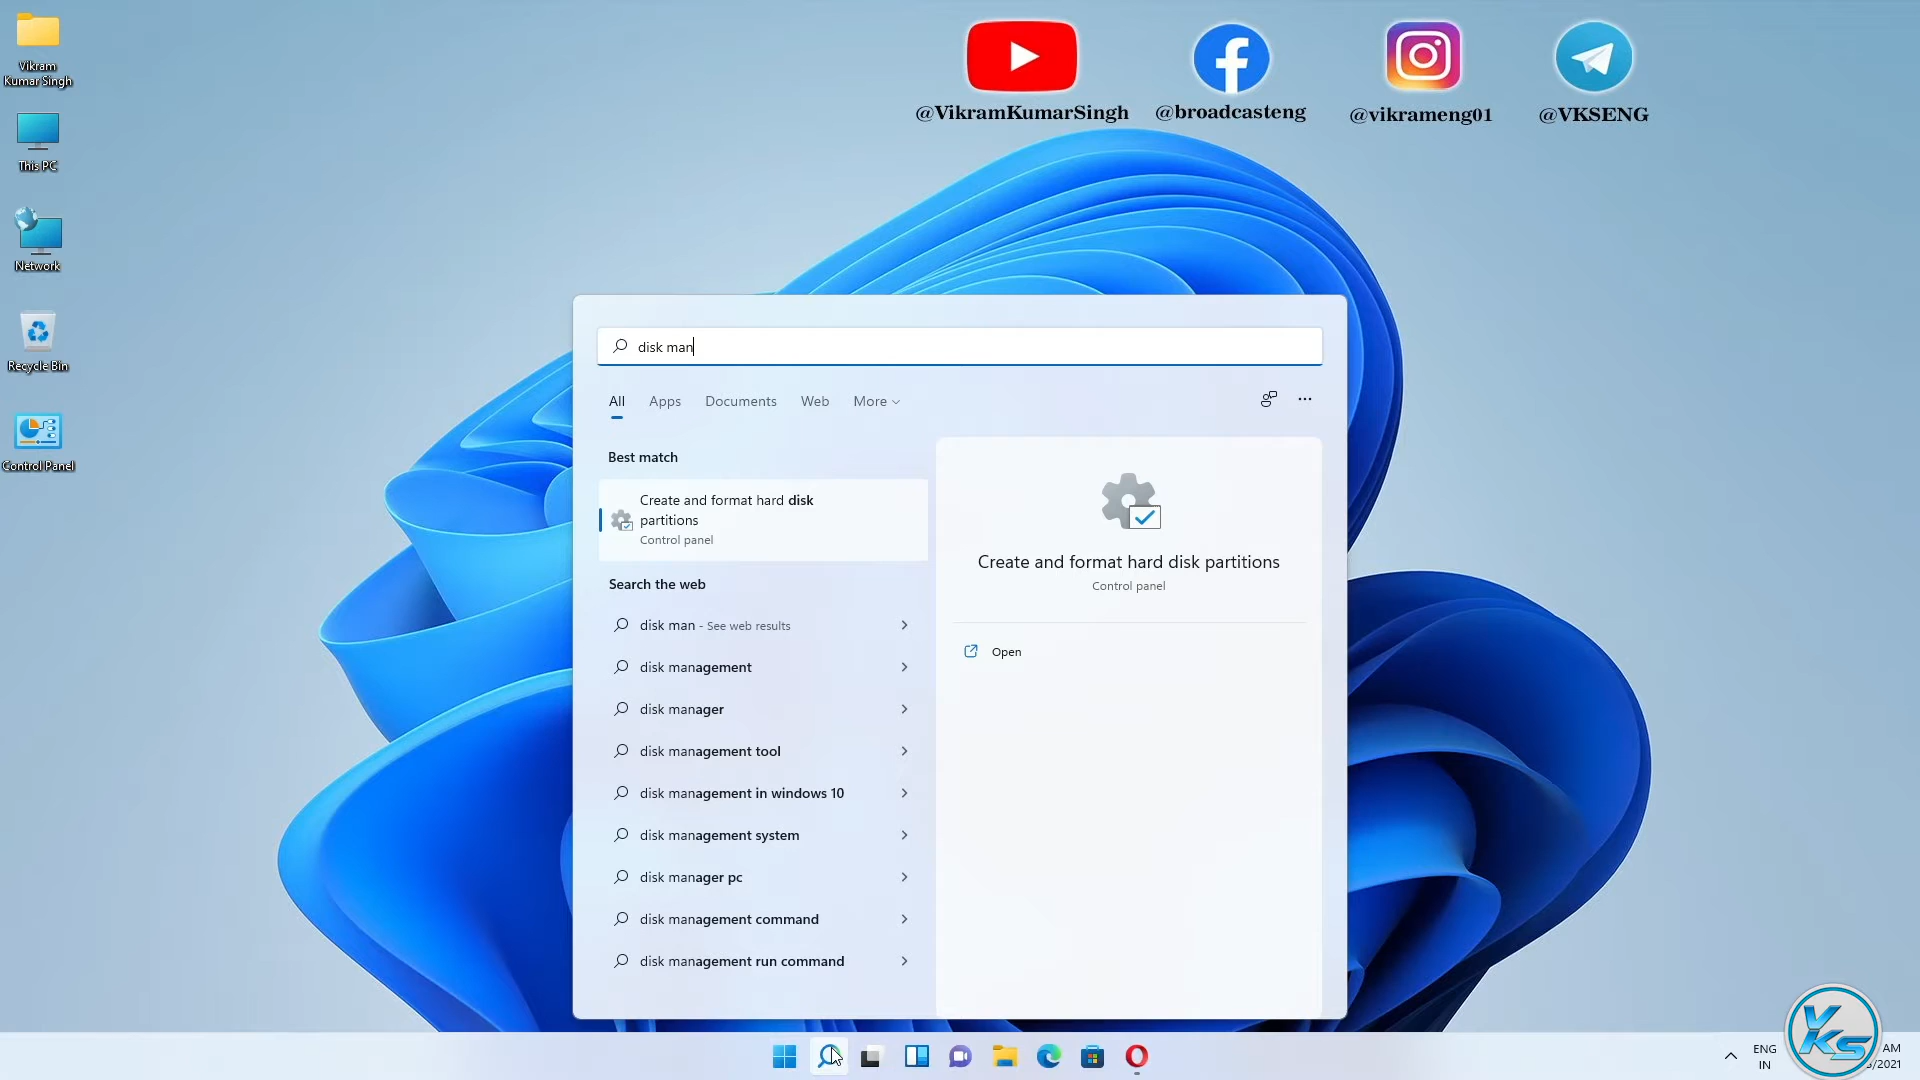 Vikram
Kumar Singh
This PC
Network
Recycle Bin
Control Panel
@VikramKumarSingh
@broadcasteng
@vikrameng01
@VKSENG
disk man
All
Apps
Documents
Web
More
Best match
Create and format hard disk
partitions
Control panel
Search the web
disk man - See web results
disk management
disk manager
disk management tool
disk management in windows 10
disk management system
disk manager pc
disk management command
disk management run command
Create and format hard disk partitions
Control panel
Open
ENG
IN
VKS
AM
/2021